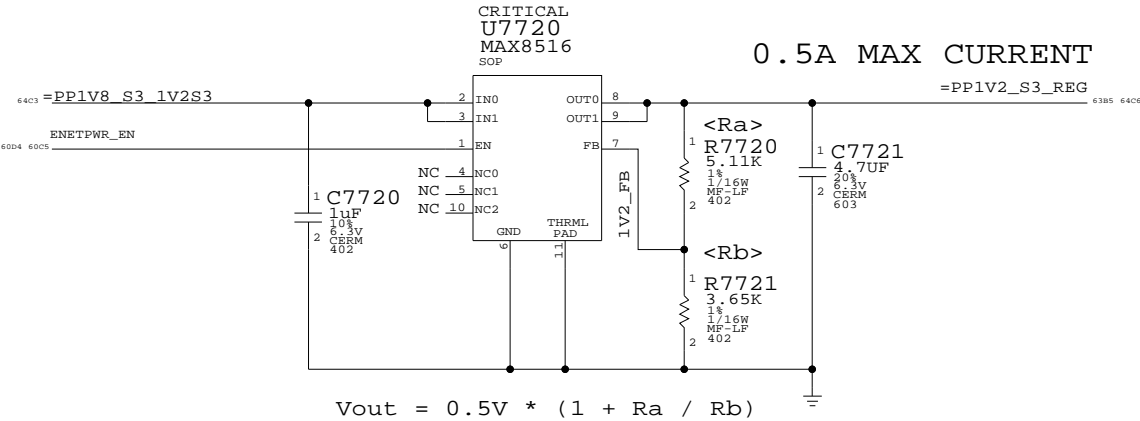 CRITICAL
U7720
MAX8516
SOP
0.5A MAX CURRENT
64C3 =PP1V8_S3_1V2S3
=PP1V2_S3_REG
63B5 64C6
2 IN0
OUT0 8
3 IN1
OUT1 9
60D4 60C5
ENETPWR_EN
1 EN
FB 7
NC 4 NC0
NC 5 NC1
NC 10 NC2
THRML
PAD
GND
6
11
1V2_FB
1 C7720
1uF
10%
6.3V
CERM
402
2
<Ra>
1 R7720
5.11K
1%
1/16W
MF-LF
402
2
1 C7721
4.7UF
20%
6.3V
CERM
603
2
<Rb>
1 R7721
3.65K
1%
1/16W
MF-LF
402
2
Vout = 0.5V * (1 + Ra / Rb)